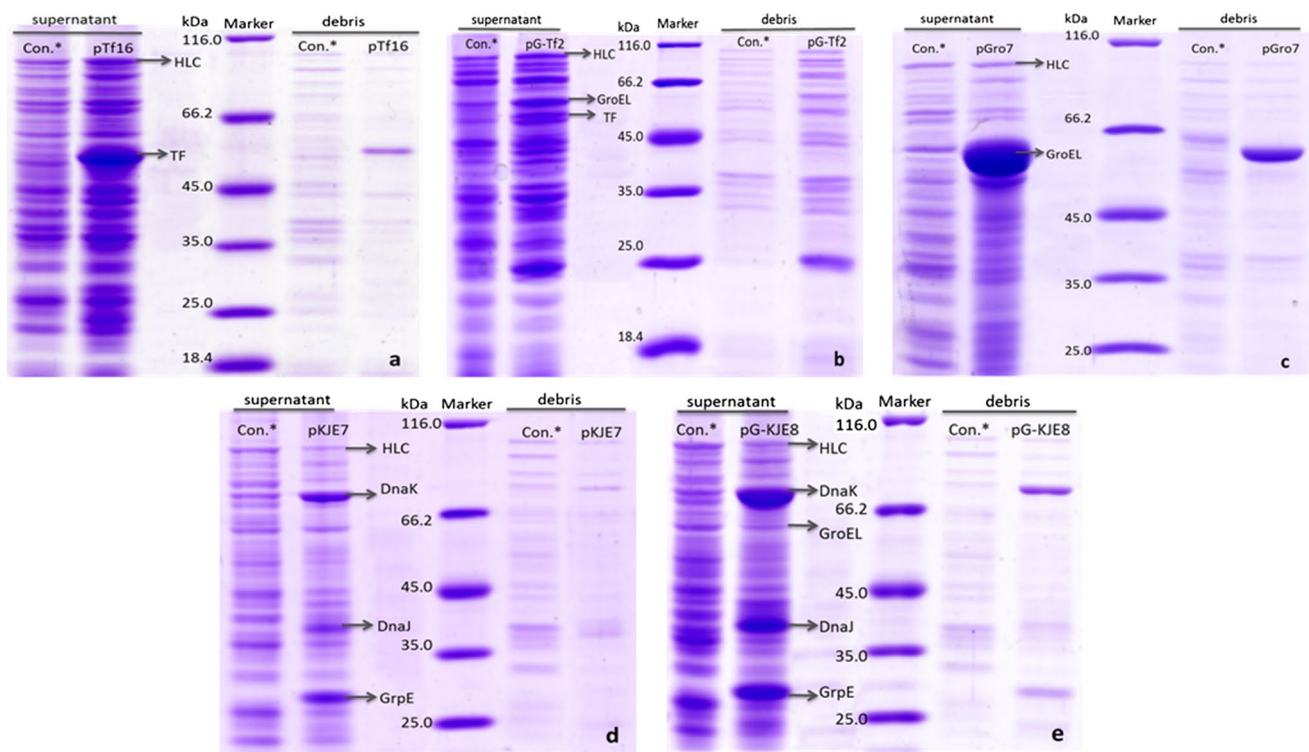 supernatant kDa Marker debris
Con.* pTf16 116.0 Con.* pTf16
HLC
66.2
TF
45.0
35.0
25.0
18.4
a
supernatant kDa Marker debris
Con.* pG-Tf2 116.0 Con.* pG-Tf2
HLC
66.2
GroEL
TF
45.0
35.0
25.0
18.4
b
supernatant kDa Marker debris
Con.* pGro7 116.0 Con.* pGro7
HLC
66.2
GroEL
45.0
35.0
25.0
c
supernatant kDa Marker debris
Con.* pKJE7 116.0 Con.* pKJE7
HLC
DnaK
66.2
45.0
DnaJ
35.0
GrpE
25.0
d
supernatant kDa Marker debris
Con.* pG-KJE8 116.0 Con.* pG-KJE8
HLC
DnaK
66.2
GroEL
45.0
DnaJ
35.0
GrpE
25.0
e